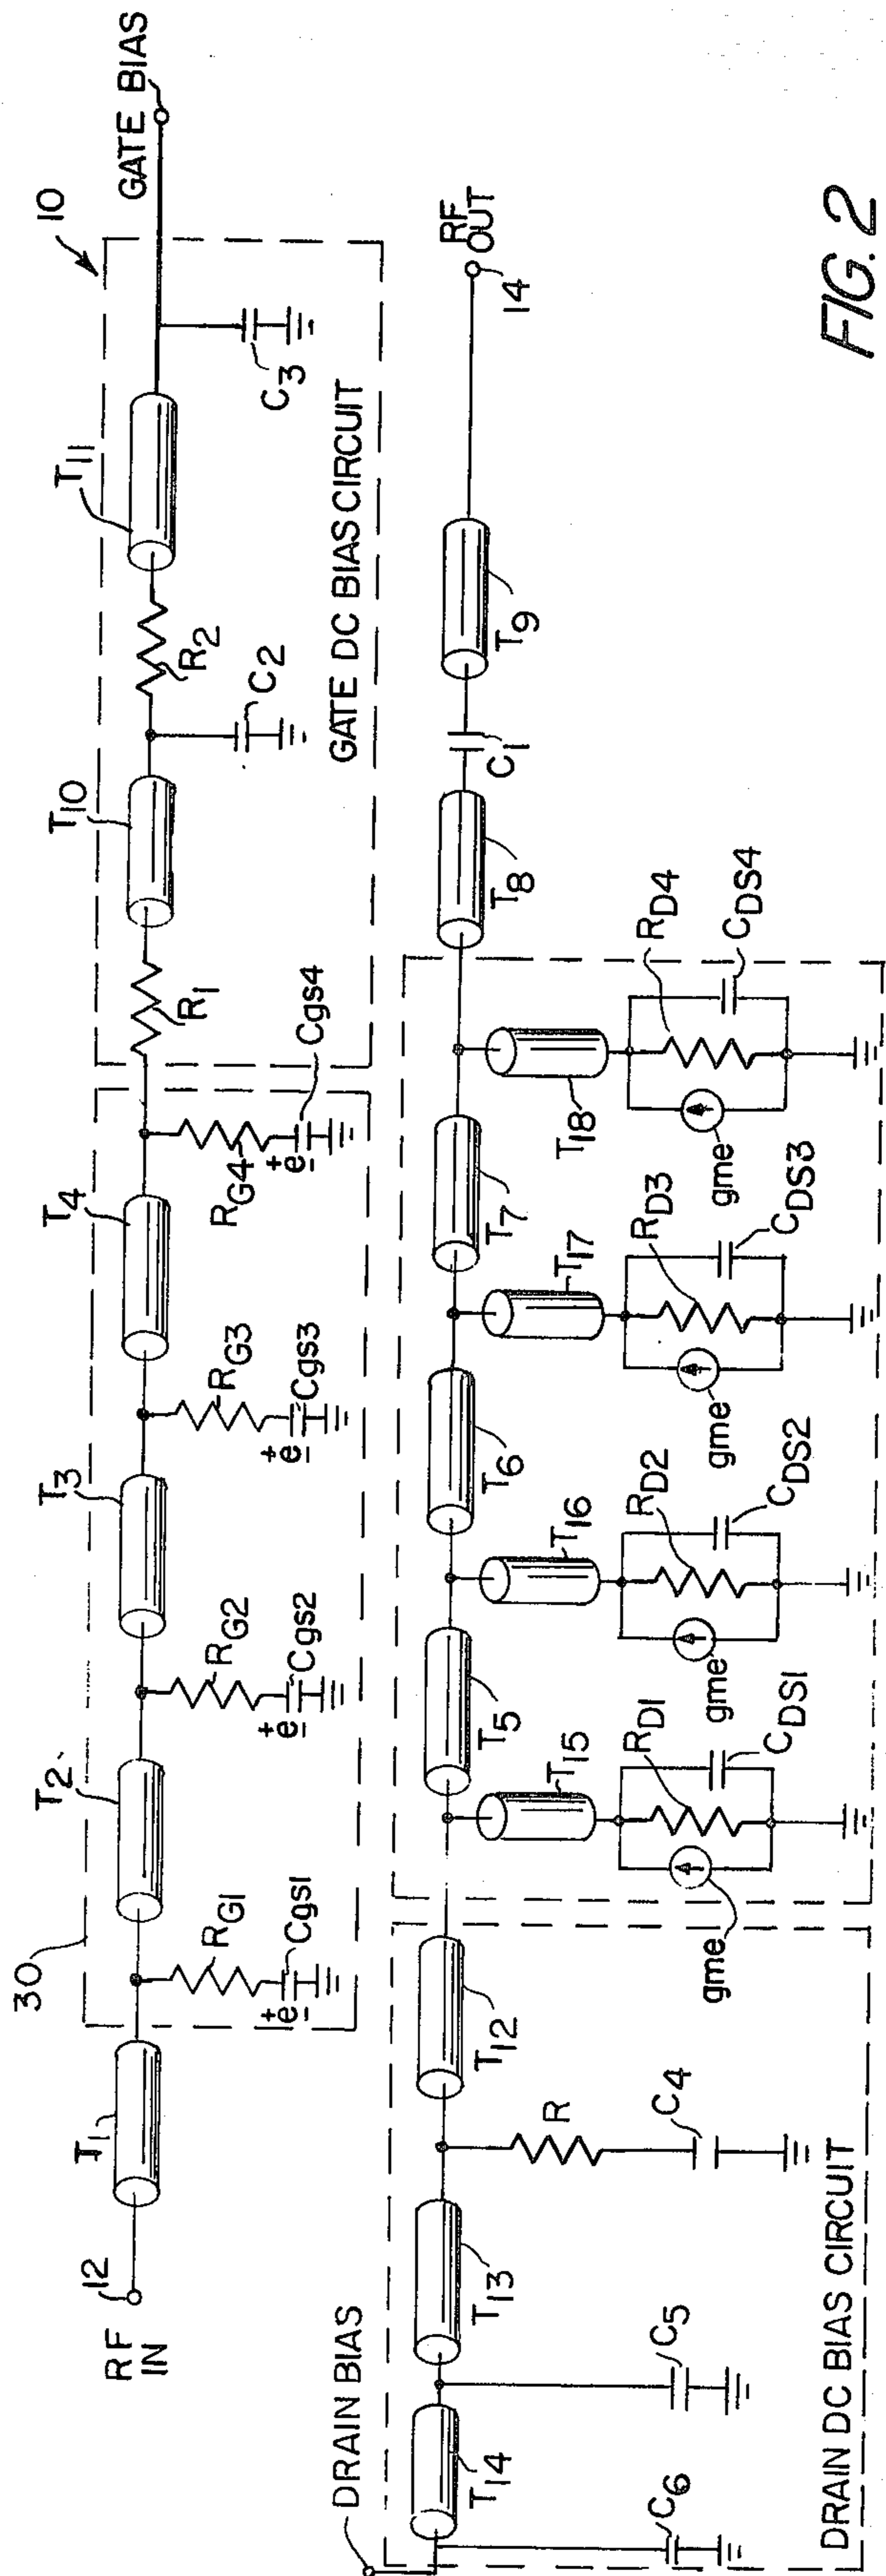 10
GATE BIAS
30
T1
T2
T3
T4
T10
T11
12
RF
IN
RG1
Cgs1
+
e
-
RG2
Cgs2
+
e
-
RG3
Cgs3
+
e
-
RG4
Cgs4
+
e
-
R1
C2
R2
C3
GATE DC BIAS CIRCUIT
DRAIN BIAS
T14
T13
T12
T5
T6
T7
T8
C1
T9
RF
OUT
14
C6
C5
R
C4
DRAIN DC BIAS CIRCUIT
T15
RD1
CDS1
gme
T16
RD2
CDS2
gme
T17
RD3
CDS3
gme
T18
RD4
CDS4
gme
FIG. 2